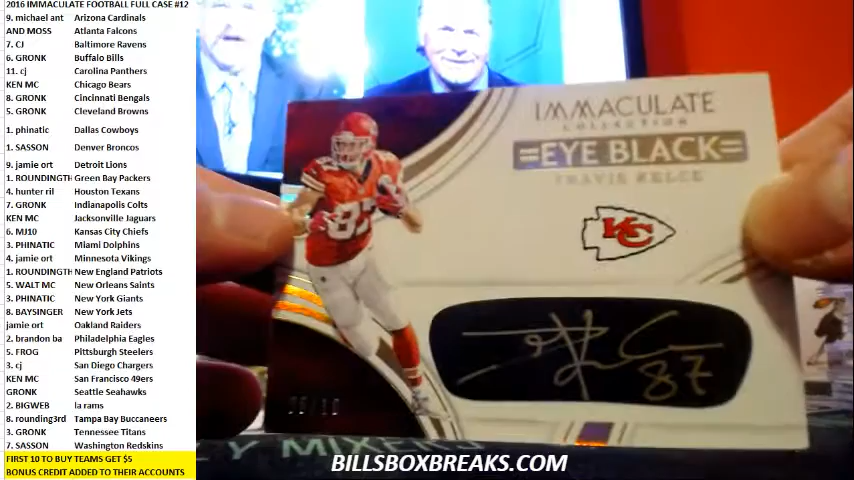 2016 IMMACULATE FOOTBALL FULL CASE #12
9. michael ant Arizona Cardinals
AND MOSS Atlanta Falcons
7. CJ Baltimore Ravens
6. GRONK Buffalo Bills
11. cj Carolina Panthers
KEN MC Chicago Bears
8. GRONK Cincinnati Bengals
5. GRONK Cleveland Browns
1. phinatic Dallas Cowboys
1. SASSON Denver Broncos
9. jamie ort Detroit Lions
1. ROUNDINGTH Green Bay Packers
4. hunter ril Houston Texans
7. GRONK Indianapolis Colts
KEN MC Jacksonville Jaguars
6. MJ10 Kansas City Chiefs
3. PHINATIC Miami Dolphins
4. jamie ort Minnesota Vikings
1. ROUNDINGTH New England Patriots
5. WALT MC New Orleans Saints
3. PHINATIC New York Giants
8. BAYSINGER New York Jets
jamie ort Oakland Raiders
2. brandon ba Philadelphia Eagles
5. FROG Pittsburgh Steelers
3. cj San Diego Chargers
KEN MC San Francisco 49ers
GRONK Seattle Seahawks
2. BIGWEB la rams
8. rounding3rd Tampa Bay Buccaneers
3. GRONK Tennessee Titans
7. SASSON Washington Redskins
FIRST 10 TO BUY TEAMS GET $5
BONUS CREDIT ADDED TO THEIR ACCOUNTS
IMMACULATE
COLLECTION
EYE BLACK
TRAVIS KELCE
KC
87
87
BILLSBOXBREAKS.COM